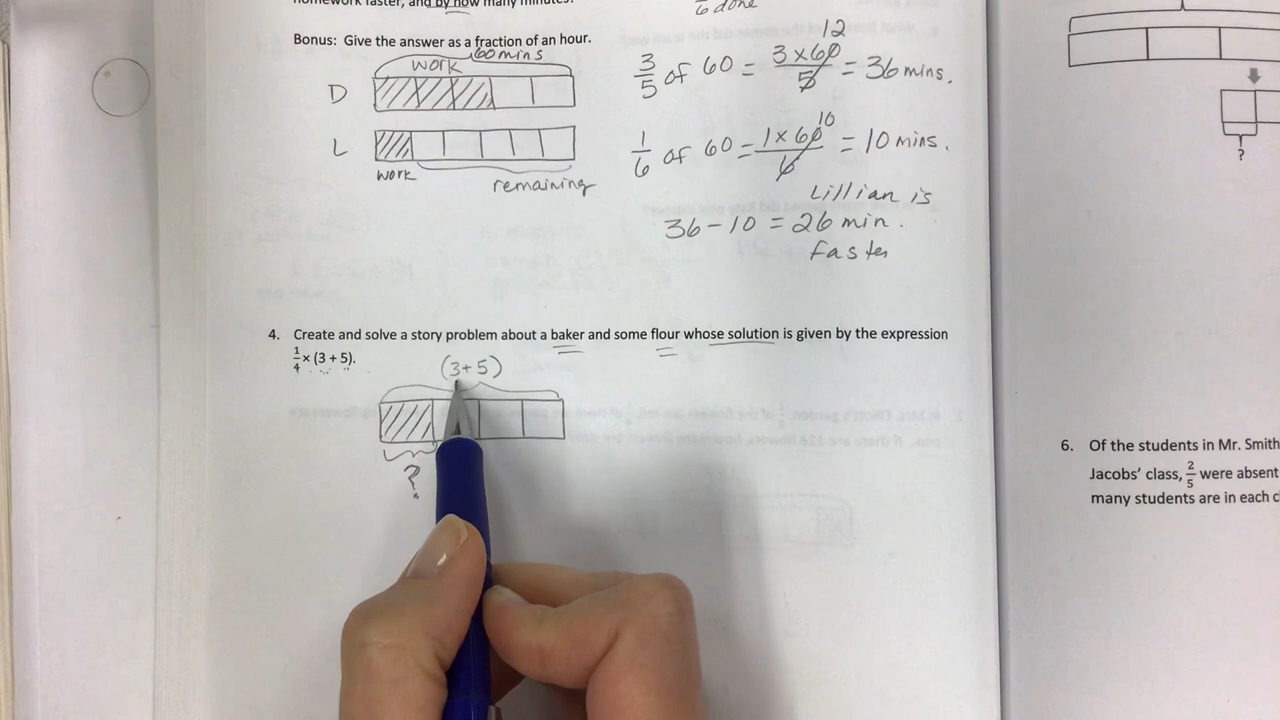 homework faster, and by how many minutes.
6 done
Bonus: Give the answer as a fraction of an hour.
work 60 mins
D
L
work
remaining
12
3/5 of 60 = 3 x 60/5 = 36 mins.
10
1/6 of 60 = 1 x 60/6 = 10 mins.
Lillian is
36 - 10 = 26 min.
faster
4. Create and solve a story problem about a baker and some flour whose solution is given by the expression
1/4 × (3 + 5).
(3+5)
?
?
6. Of the students in Mr. Smith
Jacobs' class, 2/5 were absent
many students are in each c